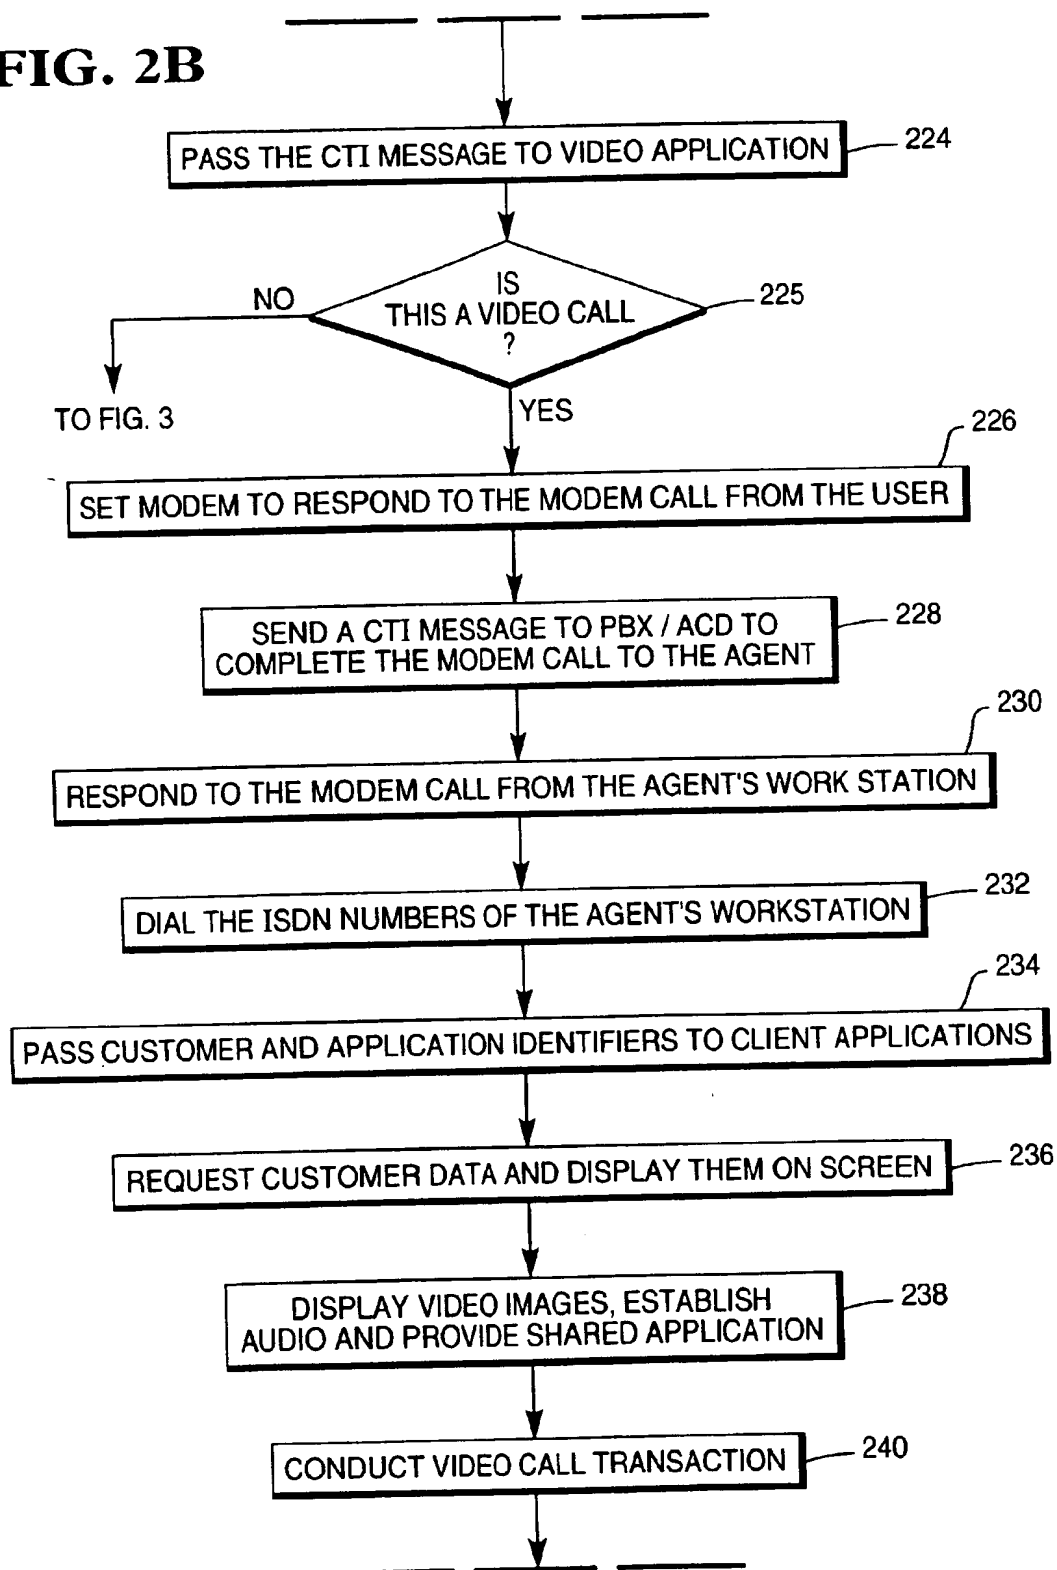 FIG. 2B
PASS THE CTI MESSAGE TO VIDEO APPLICATION
224
IS
THIS A VIDEO CALL
?
225
NO
TO FIG. 3
YES
226
SET MODEM TO RESPOND TO THE MODEM CALL FROM THE USER
SEND A CTI MESSAGE TO PBX / ACD TO
COMPLETE THE MODEM CALL TO THE AGENT
228
230
RESPOND TO THE MODEM CALL FROM THE AGENT'S WORK STATION
DIAL THE ISDN NUMBERS OF THE AGENT'S WORKSTATION
232
234
PASS CUSTOMER AND APPLICATION IDENTIFIERS TO CLIENT APPLICATIONS
REQUEST CUSTOMER DATA AND DISPLAY THEM ON SCREEN
236
DISPLAY VIDEO IMAGES, ESTABLISH
AUDIO AND PROVIDE SHARED APPLICATION
238
CONDUCT VIDEO CALL TRANSACTION
240